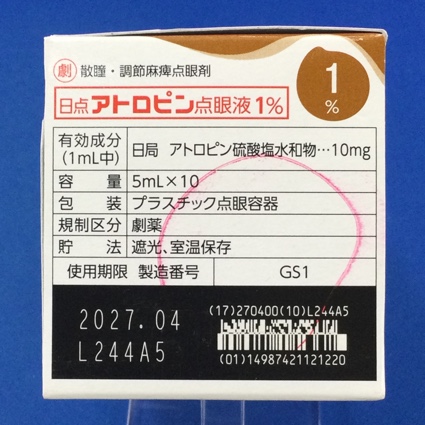 劇 散瞳・調節麻痺点眼剤
日点アトロピン点眼液1%
1
%
有効成分
(1mL中) 日局 アトロピン硫酸塩水和物…10mg
容 量 5mL×10
包 装 プラスチック点眼容器
規制区分 劇薬
貯 法 遮光、室温保存
使用期限 製造番号 GS1
2027.04
L244A5
(17)270400(10)L244A5
(01)14987421121220